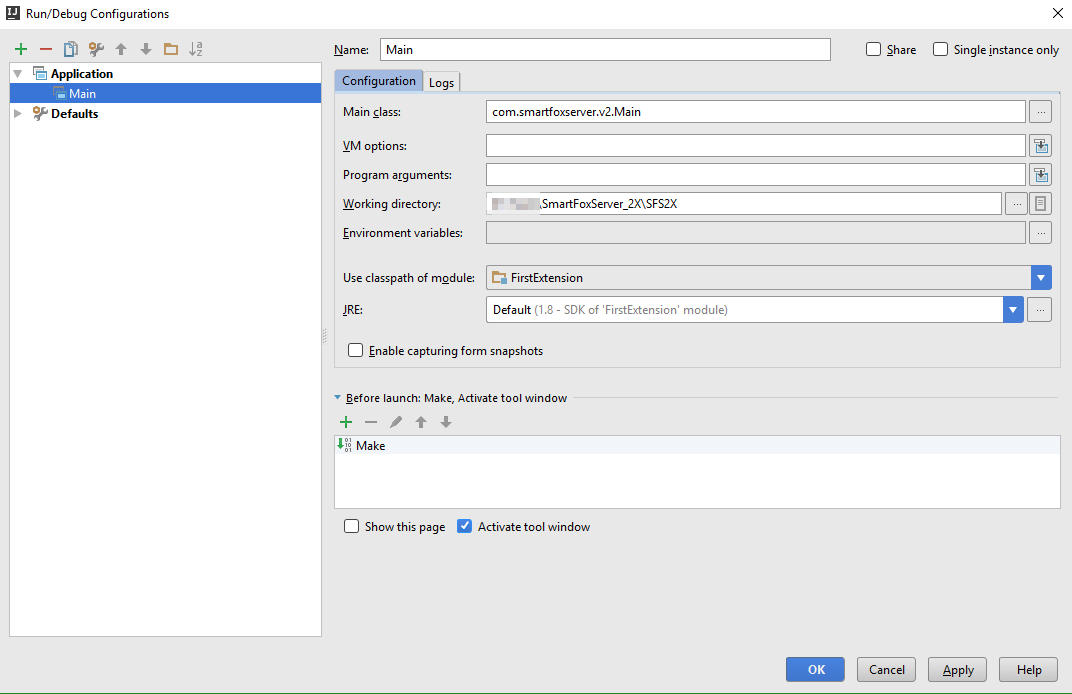 Run/Debug Configurations
Name: Main Share Single instance only
Application
Main
Defaults
Configuration Logs
Main class: com.smartfoxserver.v2.Main ...
VM options:
Program arguments:
Working directory: \SmartFoxServer_2X\SFS2X ...
Environment variables: ...
Use classpath of module: FirstExtension
JRE: Default (1.8 - SDK of 'FirstExtension' module) ...
Enable capturing form snapshots
Before launch: Make, Activate tool window
Make
Show this page Activate tool window
OK Cancel Apply Help